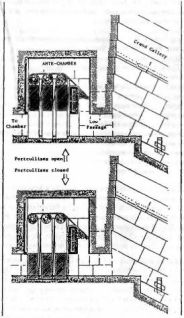 ANTE-CHAMBER
Grand Gallery
To
Chamber
Low
Passage
Portcullises open
Portcullises closed